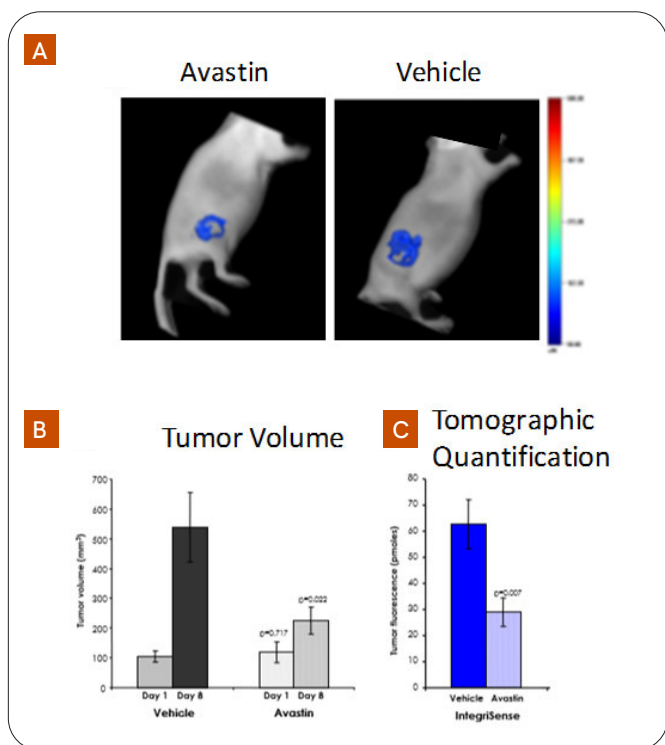 A
Avastin
Vehicle
B
Tumor Volume
C
Tomographic
Quantification
Tumor volume (mm³)
700
600
500
400
300
200
100
0
p=0.717
p=0.022
Day 1
Day 8
Day 1
Day 8
Vehicle
Avastin
Tumor fluorescence (pmoles)
80
70
60
50
40
30
20
10
0
p=0.007
Vehicle
Avastin
IntegriSense